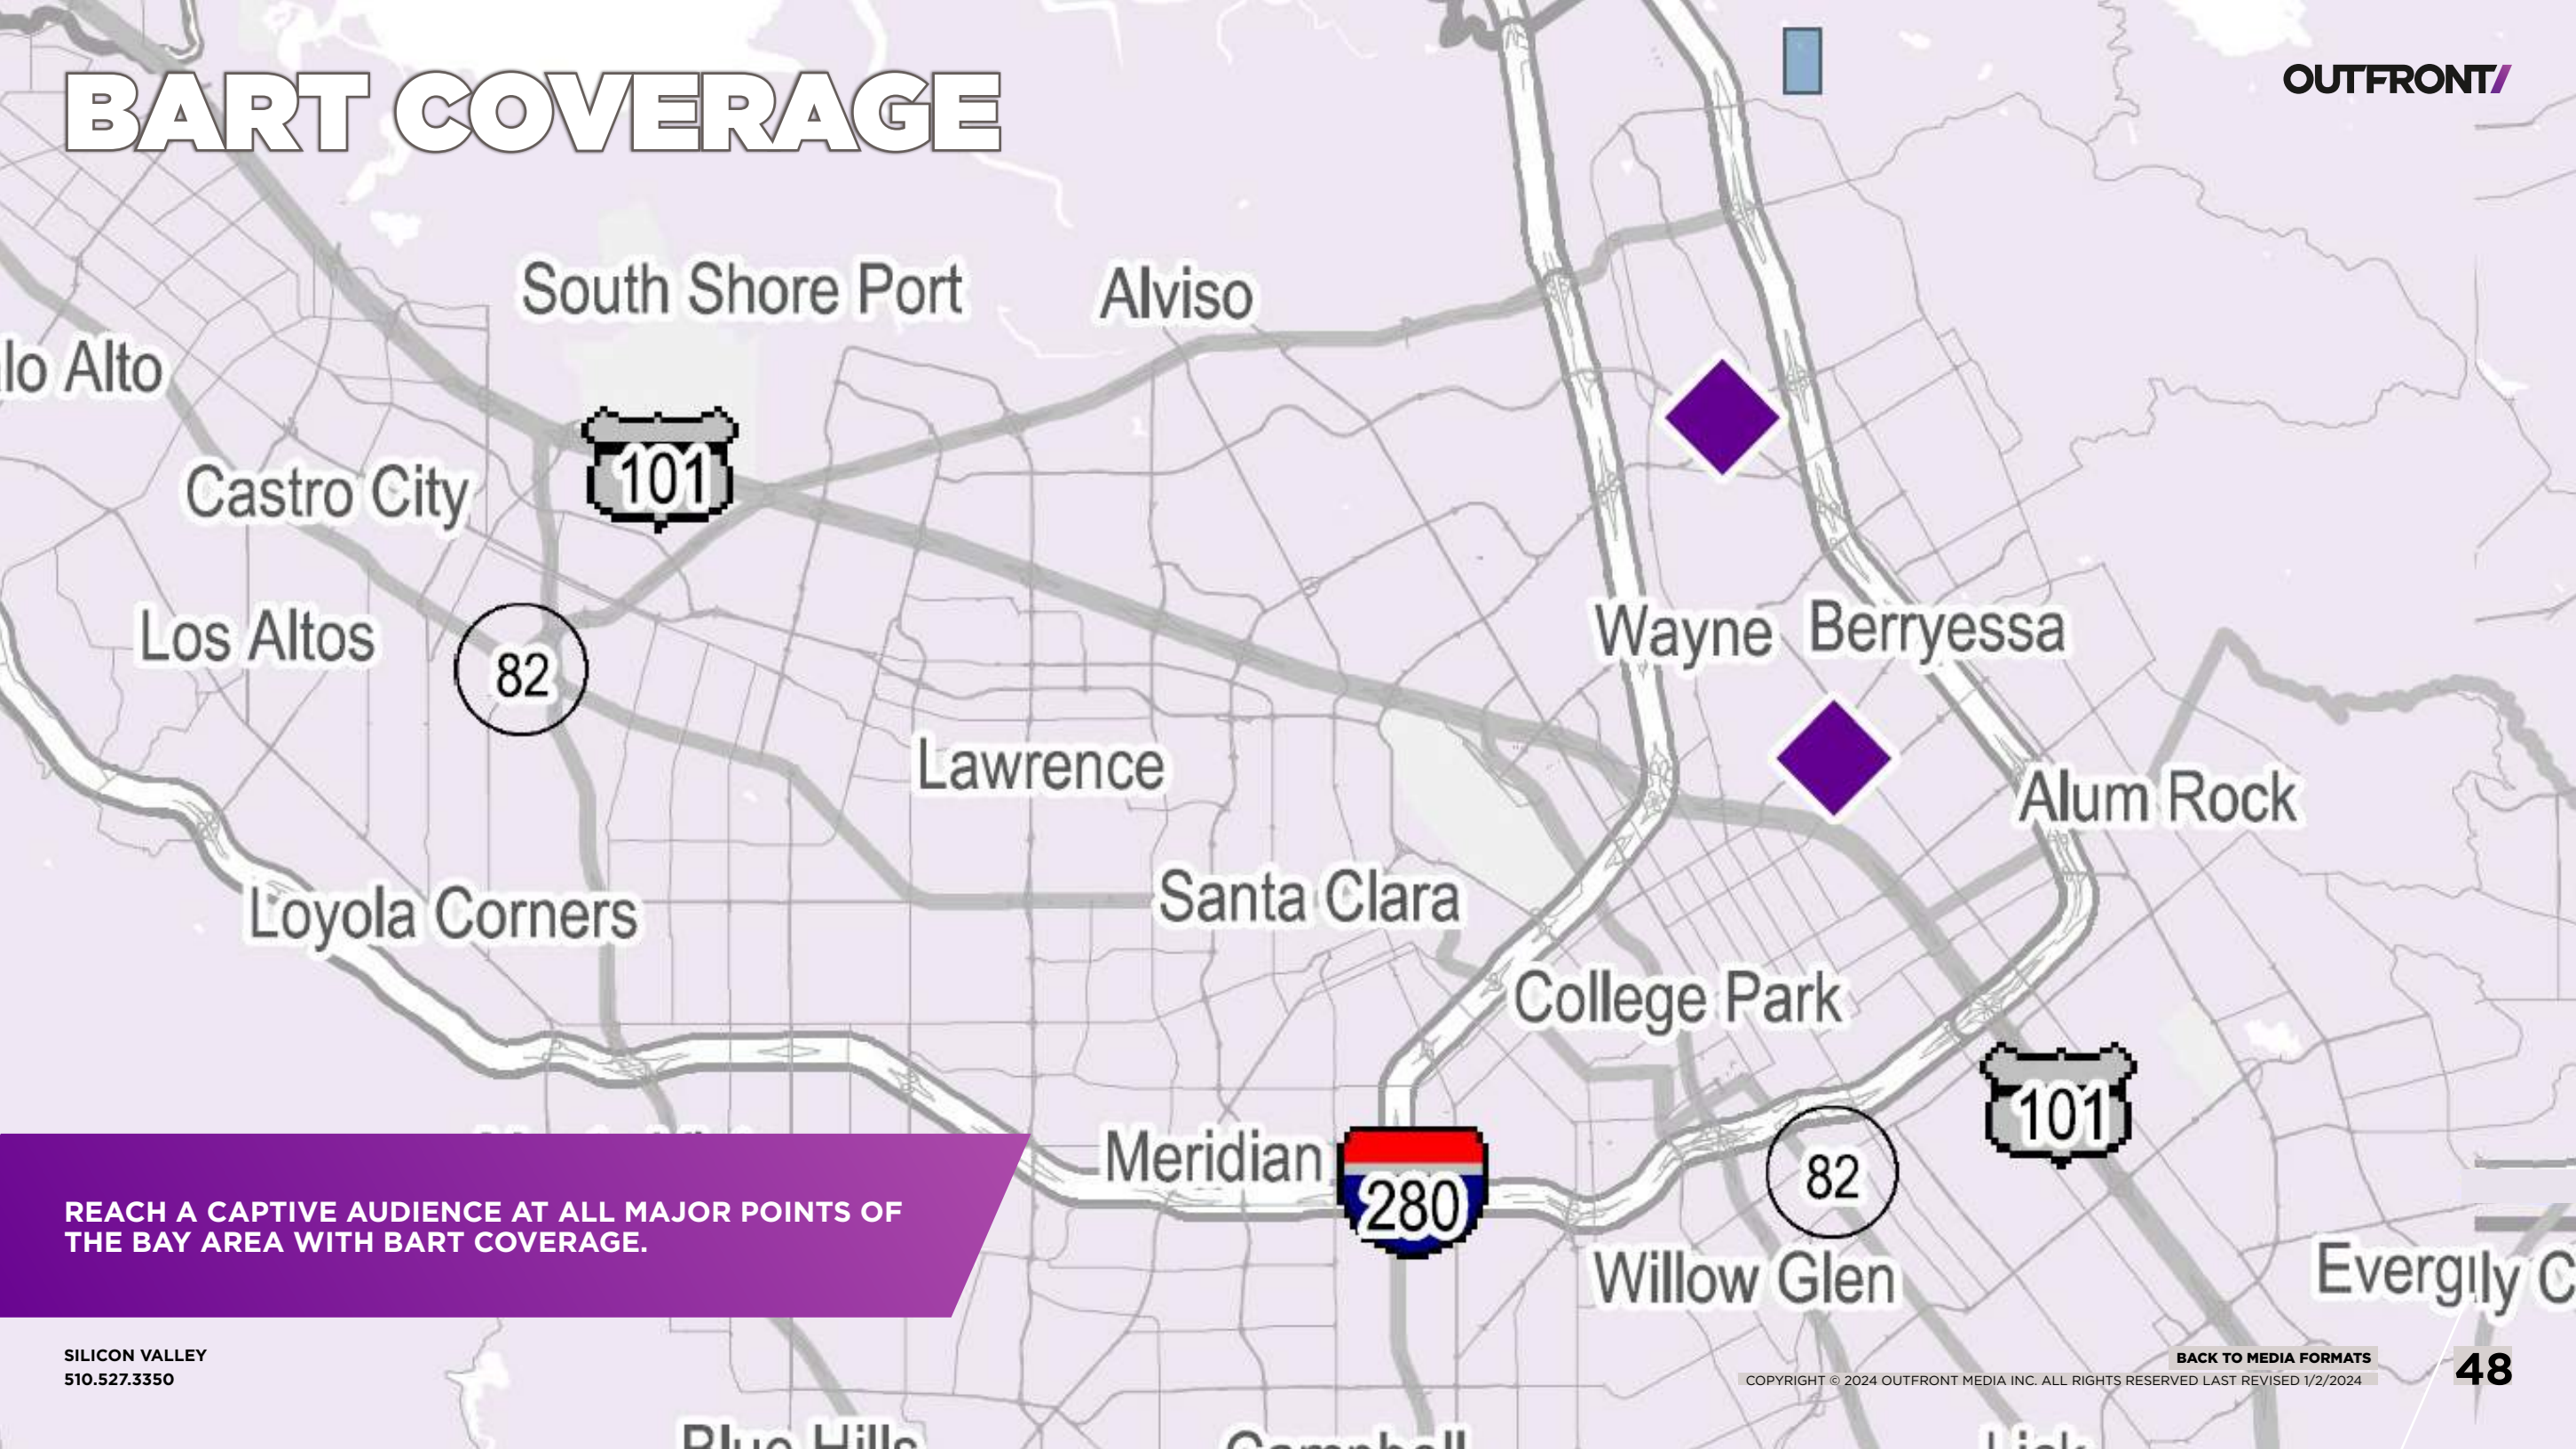 BART COVERAGE
OUTFRONT/
South Shore Port
Alviso
lo Alto
101
Castro City
Los Altos
82
Wayne
Berryessa
Lawrence
Alum Rock
Santa Clara
Loyola Corners
College Park
101
Meridian
280
82
Willow Glen
REACH A CAPTIVE AUDIENCE AT ALL MAJOR POINTS OF
THE BAY AREA WITH BART COVERAGE.
SILICON VALLEY
510.527.3350
BACK TO MEDIA FORMATS
COPYRIGHT © 2024 OUTFRONT MEDIA INC. ALL RIGHTS RESERVED LAST REVISED 1/2/2024
48
Blue Hills
Campbell